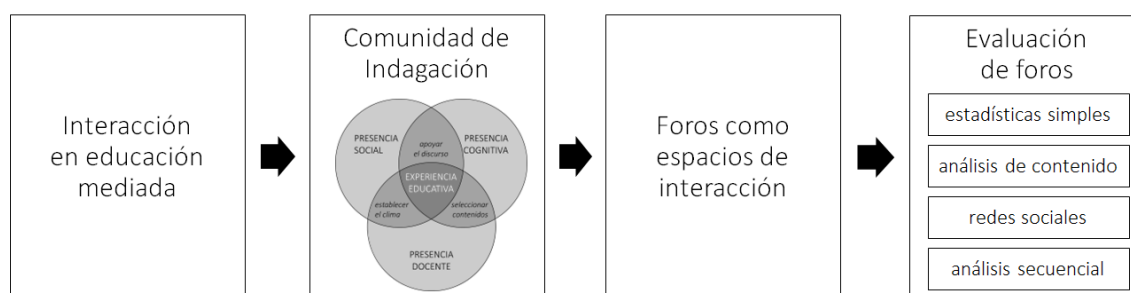 Interacción
en educación
mediada
Comunidad de
Indagación
PRESENCIA
SOCIAL
apoyar
el discurso
PRESENCIA
COGNITIVA
EXPERIENCIA
EDUCATIVA
establecer
el clima
seleccionar
contenidos
PRESENCIA
DOCENTE
Foros como
espacios de
interacción
Evaluación
de foros
estadísticas simples
análisis de contenido
redes sociales
análisis secuencial